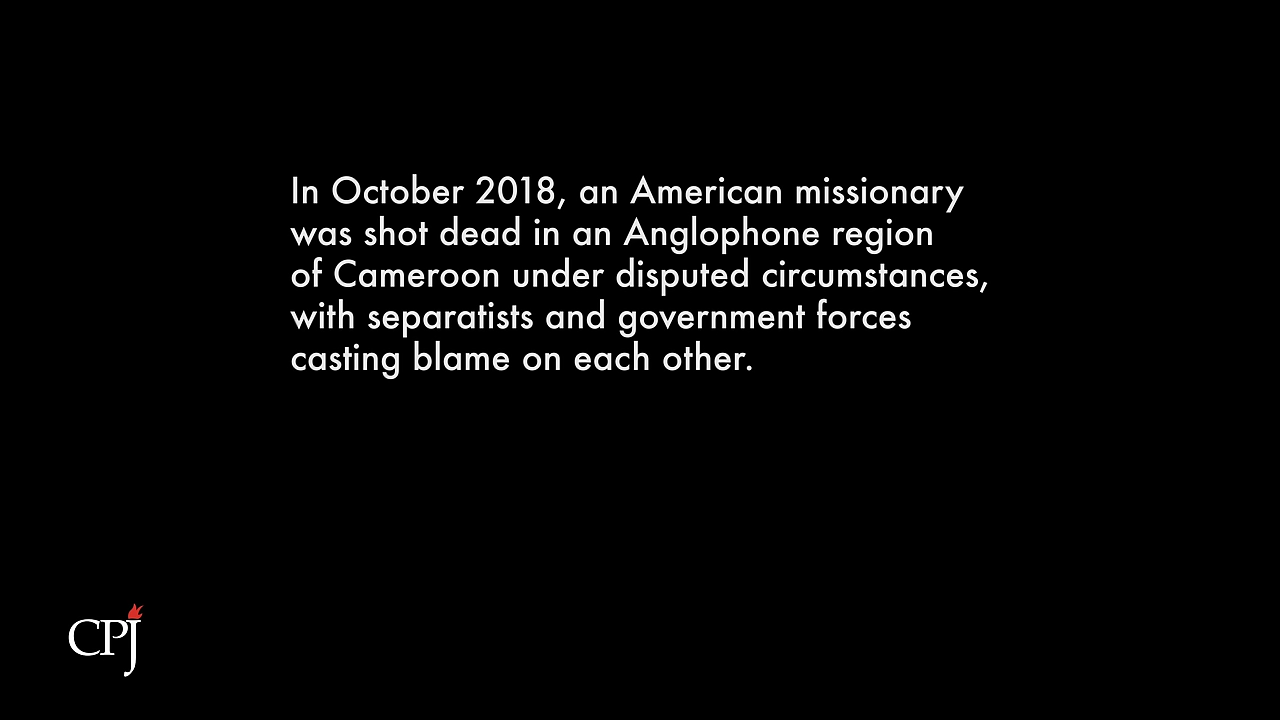 In October 2018, an American missionary
was shot dead in an Anglophone region
of Cameroon under disputed circumstances,
with separatists and government forces
casting blame on each other.
CPJ